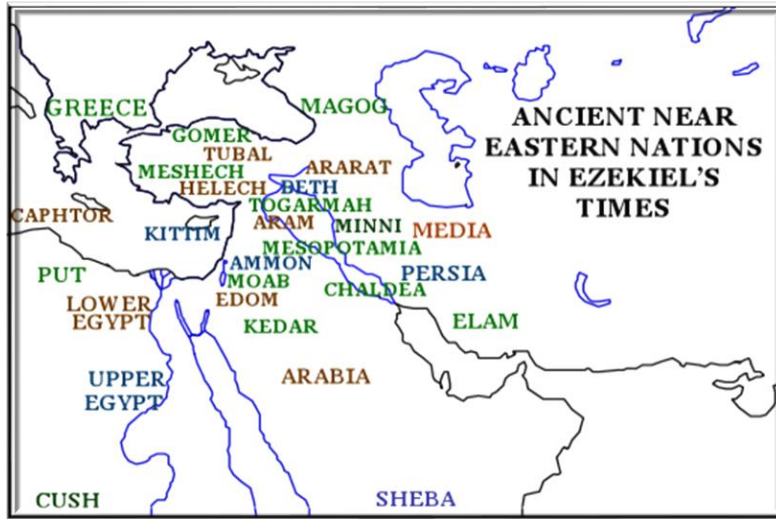 ANCIENT NEAR
EASTERN NATIONS
IN EZEKIEL'S
TIMES
GREECE
MAGOG
GOMER
TUBAL
MESHECH
ARARAT
HELECH
DETH
TOGARMAH
CAPHTOR
ARAM
MINNI
MEDIA
KITTIM
MESOPOTAMIA
AMMON
PUT
MOAB
PERSIA
CHALDEA
EDOM
LOWER
EGYPT
KEDAR
ELAM
UPPER
EGYPT
ARABIA
CUSH
SHEBA